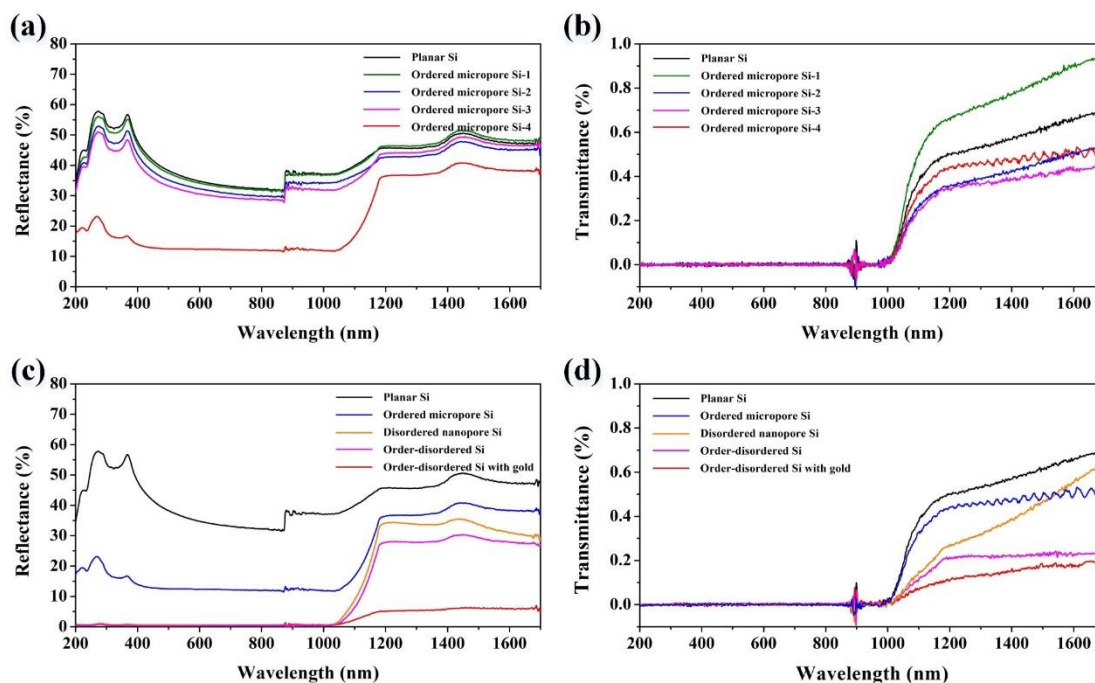 (a)
80
70
60
50
40
30
20
10
0
Reflectance (%)
Planar Si
Ordered micropore Si-1
Ordered micropore Si-2
Ordered micropore Si-3
Ordered micropore Si-4
200 400 600 800 1000 1200 1400 1600
Wavelength (nm)
(b)
1.0
0.8
0.6
0.4
0.2
0.0
Transmittance (%)
Planar Si
Ordered micropore Si-1
Ordered micropore Si-2
Ordered micropore Si-3
Ordered micropore Si-4
200 400 600 800 1000 1200 1400 1600
Wavelength (nm)
(c)
80
70
60
50
40
30
20
10
0
Reflectance (%)
Planar Si
Ordered micropore Si
Disordered nanopore Si
Order-disordered Si
Order-disordered Si with gold
200 400 600 800 1000 1200 1400 1600
Wavelength (nm)
(d)
1.0
0.8
0.6
0.4
0.2
0.0
Transmittance (%)
Planar Si
Ordered micropore Si
Disordered nanopore Si
Order-disordered Si
Order-disordered Si with gold
200 400 600 800 1000 1200 1400 1600
Wavelength (nm)